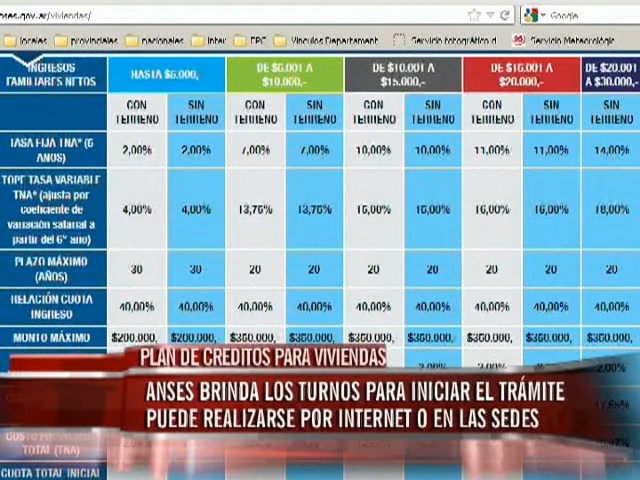 nses.gov.ar/viviendas/
Google
locales provinciales nacionales Inter EPC Vinculos Departament Servicio fotográfico d Servicio Meteorológic
INGRESOS FAMILIARES NETOS
HASTA $5.000,
DE $5.001 A $10.000,-
DE $10.001 A $15.000,-
DE $15.001 A $20.000,-
DE $20.001 A $30.000,-
CON TERRENO SIN TERRENO CON TERRENO SIN TERRENO CON TERRENO SIN TERRENO CON TERRENO SIN TERRENO SIN TERRENO
TASA FIJA TNA* (5 AÑOS) 2,00% 2,00% 7,00% 7,00% 10,00% 10,00% 11,00% 11,00% 14,00%
TOPE TASA VARIABLE TNA* (ajusta por coeficiente de variación salarial a partir del 6° año) 4,00% 4,00% 13,75% 13,75% 15,00% 15,00% 16,00% 16,00% 18,00%
PLAZO MÁXIMO (AÑOS) 30 30 20 20 20 20 20 20 20
RELACIÓN CUOTA INGRESO 40,00% 40,00% 40,00% 40,00% 40,00% 40,00% 40,00% 40,00% 40,00%
MONTO MÁXIMO $200.000, $200.000, $350.000, $350.000, $350.000, $350.000, $350.000, $350.000, $350.000,
PLAN DE CREDITOS PARA VIVIENDAS
ANSES BRINDA LOS TURNOS PARA INICIAR EL TRÁMITE
PUEDE REALIZARSE POR INTERNET O EN LAS SEDES
TOTAL (TNA)
CUOTA TOTAL INICIAL